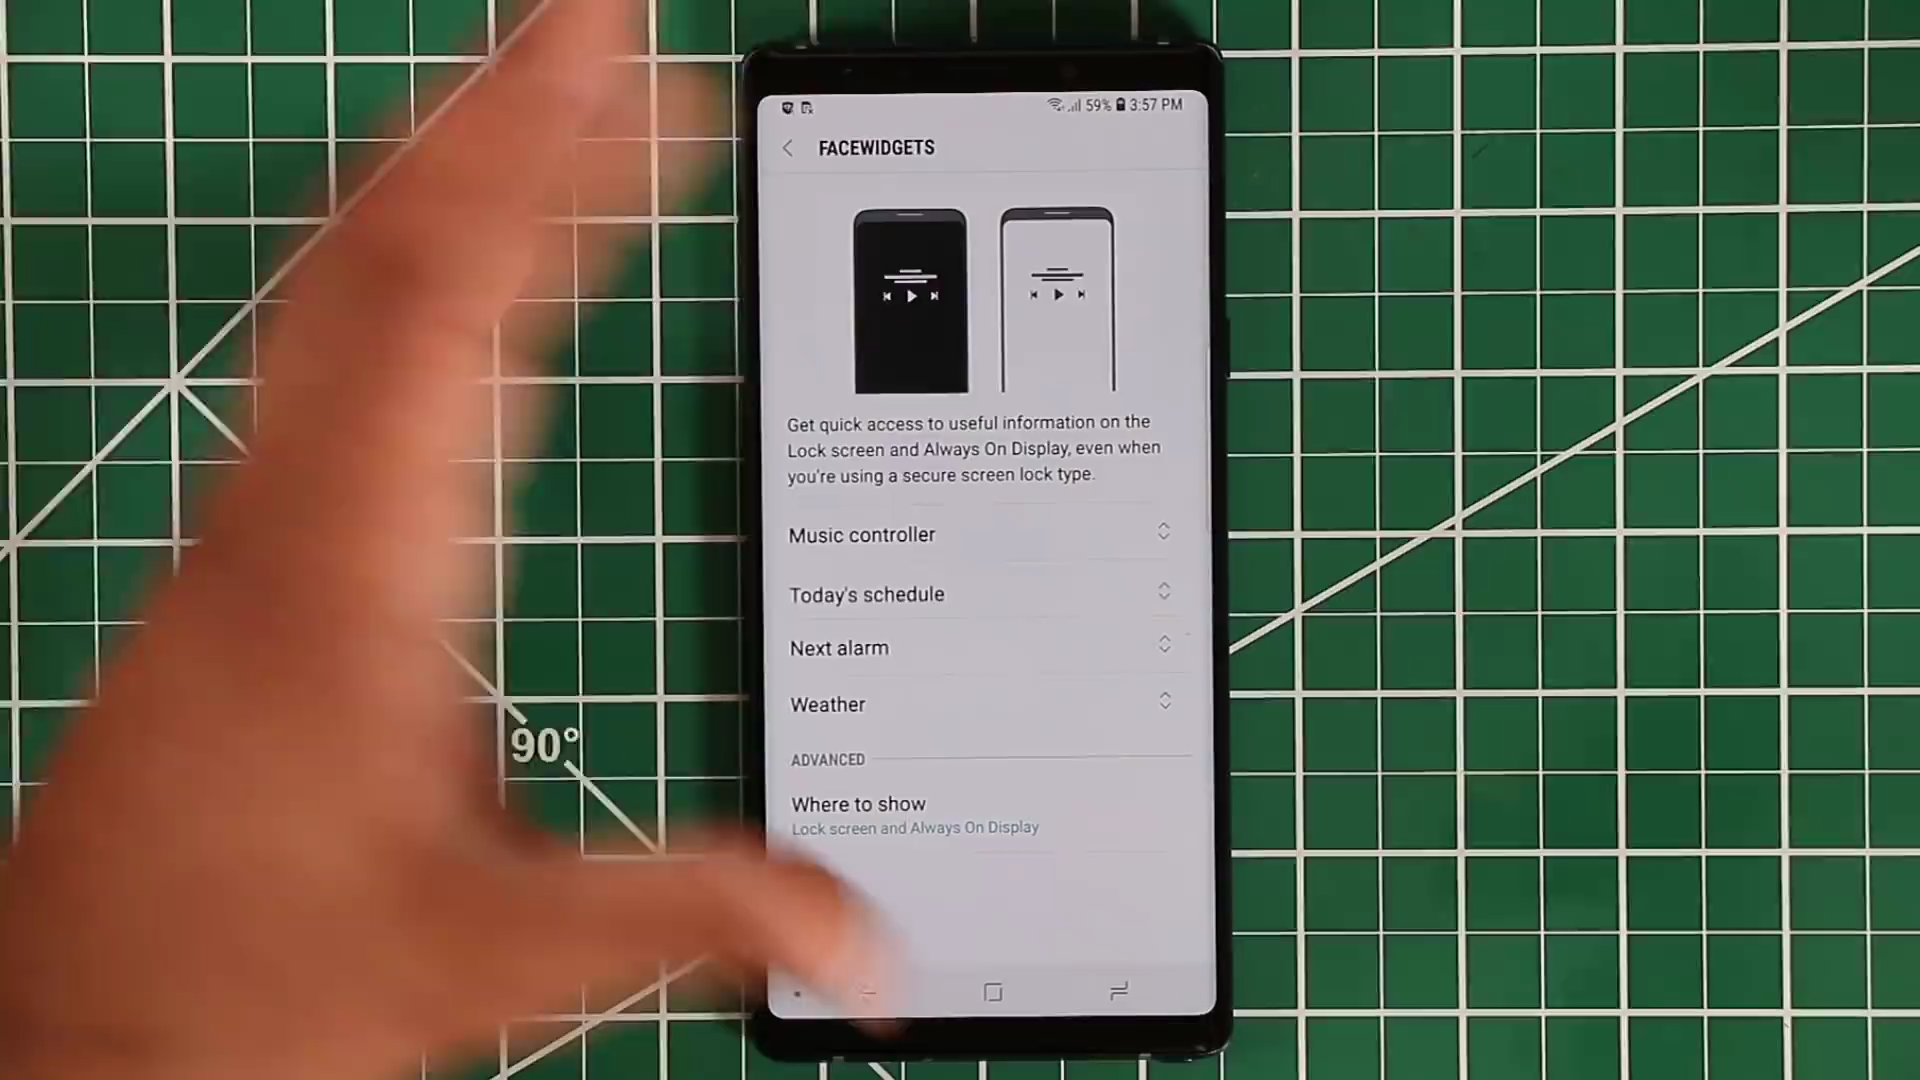 59% 3:57 PM
FACEWIDGETS
Get quick access to useful information on the
Lock screen and Always On Display, even when
you're using a secure screen lock type.
Music controller
Today's schedule
Next alarm
Weather
90°
ADVANCED
Where to show
Lock screen and Always On Display